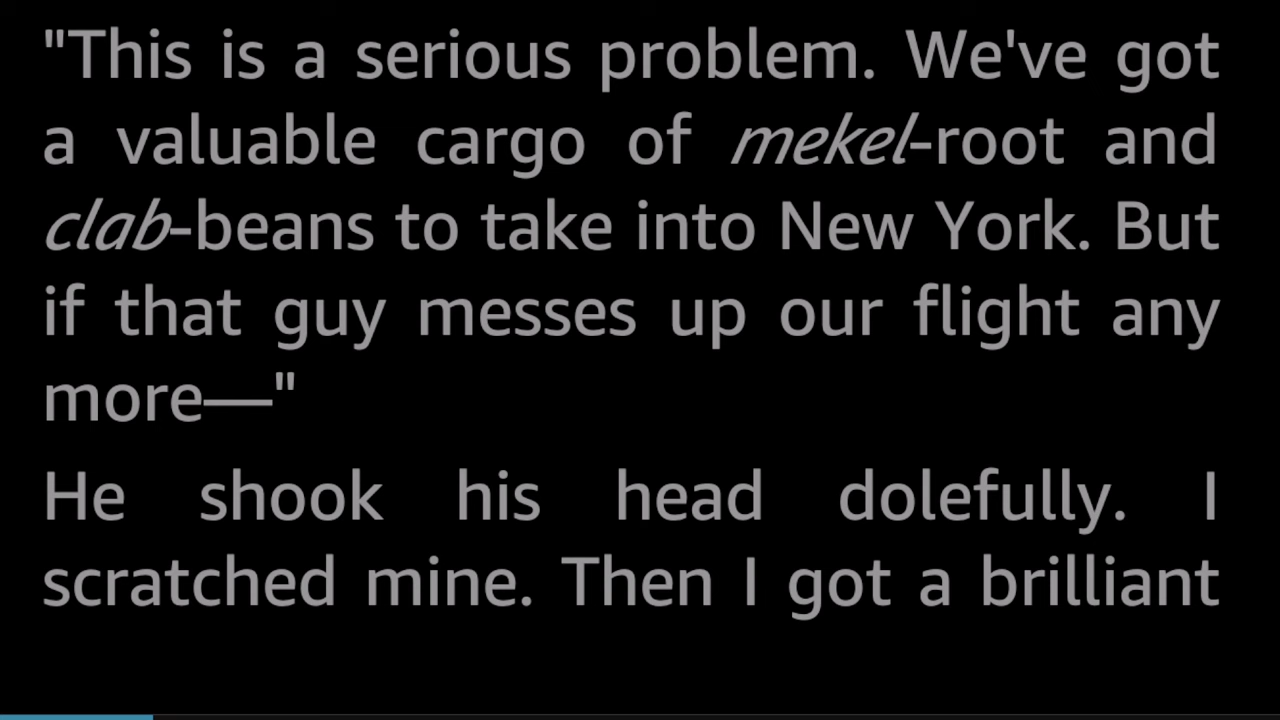 "This is a serious problem. We've got
a valuable cargo of mekel-root and
clab-beans to take into New York. But
if that guy messes up our flight any
more—"
He shook his head dolefully. I
scratched mine. Then I got a brilliant